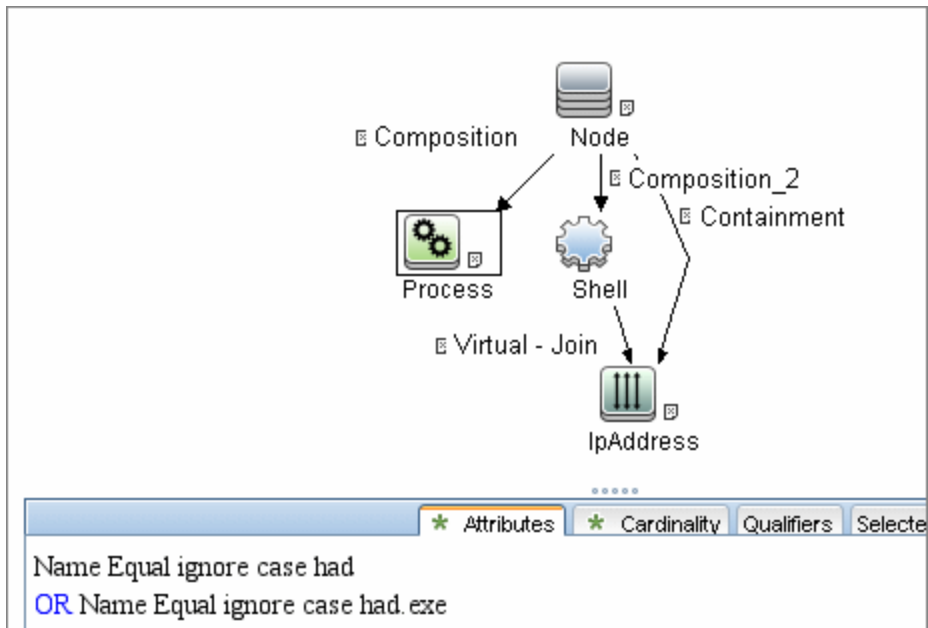 Node
Composition
Composition_2
Containment
Process
Shell
Virtual - Join
IpAddress
* Attributes * Cardinality Qualifiers Selecte
Name Equal ignore case had
OR Name Equal ignore case had.exe